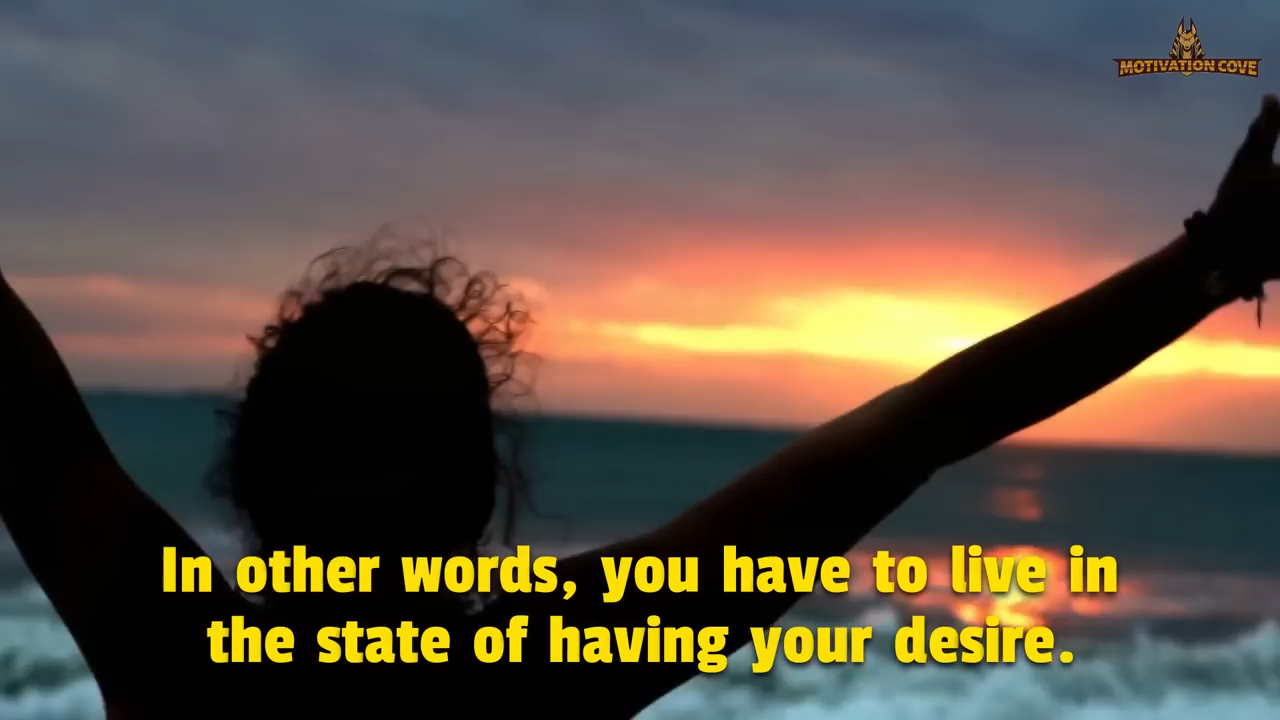 MOTIVATION COVE
In other words, you have to live in
the state of having your desire.